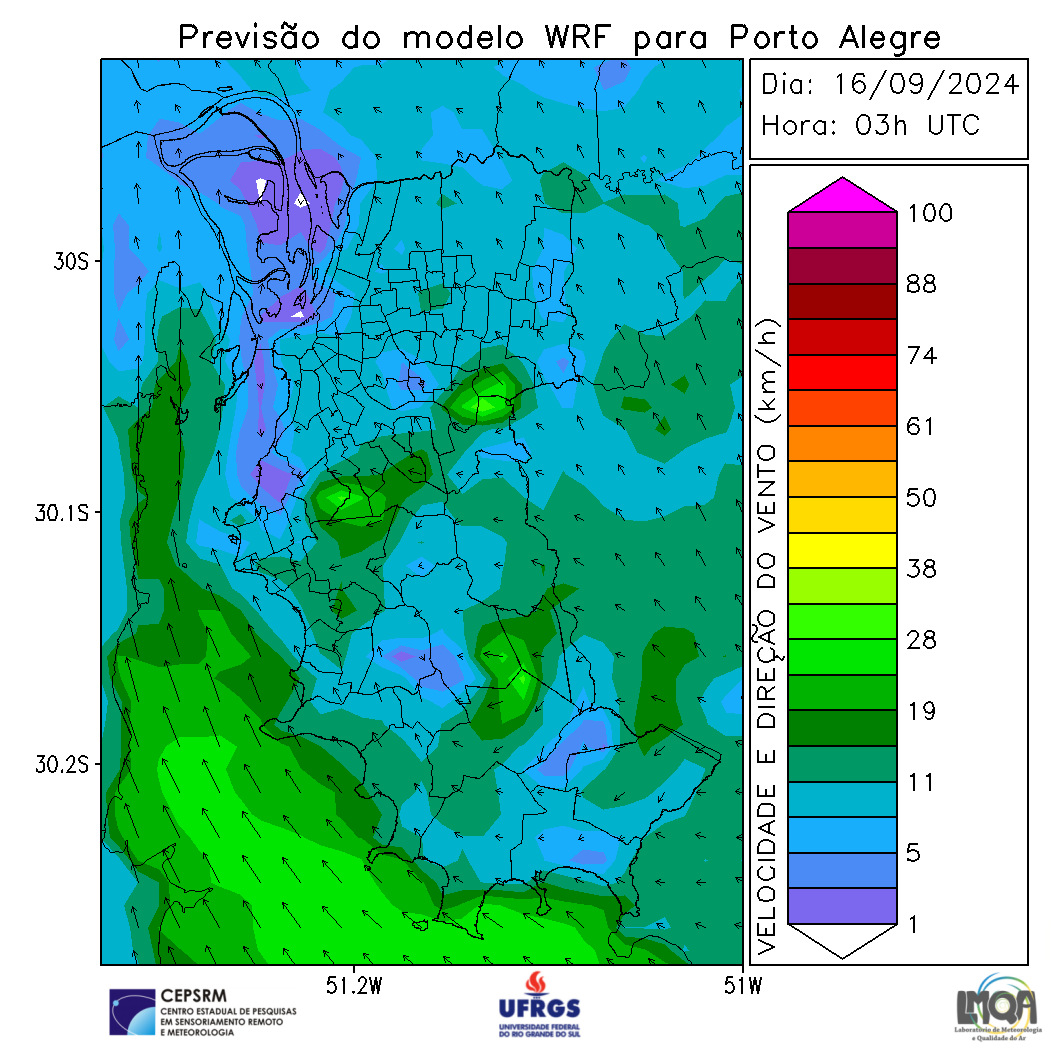 Previsão do modelo WRF para Porto Alegre
Dia: 16/09/2024
Hora: 03h UTC
30S
30.1S
30.2S
51.2W
51W
VELOCIDADE E DIREÇÃO DO VENTO (km/h)
100
88
74
61
50
38
28
19
11
5
1
CEPSRM
CENTRO ESTADUAL DE PESQUISAS
EM SENSORIAMENTO REMOTO
E METEOROLOGIA
UFRGS
UNIVERSIDADE FEDERAL
DO RIO GRANDE DO SUL
LMQA
Laboratório de Meteorologia
e Qualidade do Ar